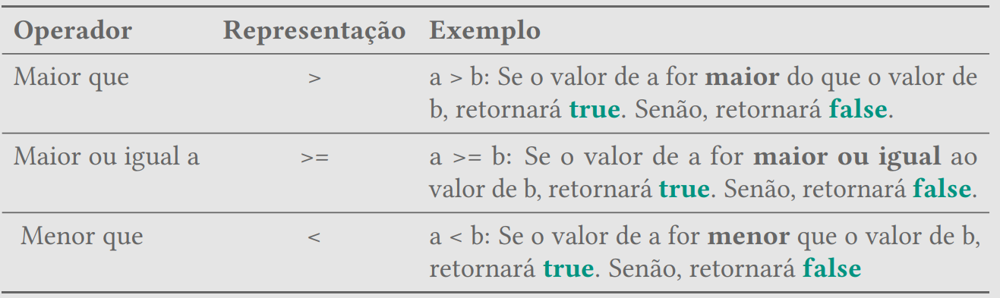 Operador Representação Exemplo
Maior que > a > b: Se o valor de a for maior do que o valor de
b, retornará true. Senão, retornará false.
Maior ou igual a >= a >= b: Se o valor de a for maior ou igual ao
valor de b, retornará true. Senão, retornará false.
Menor que < a < b: Se o valor de a for menor que o valor de b,
retornará true. Senão, retornará false